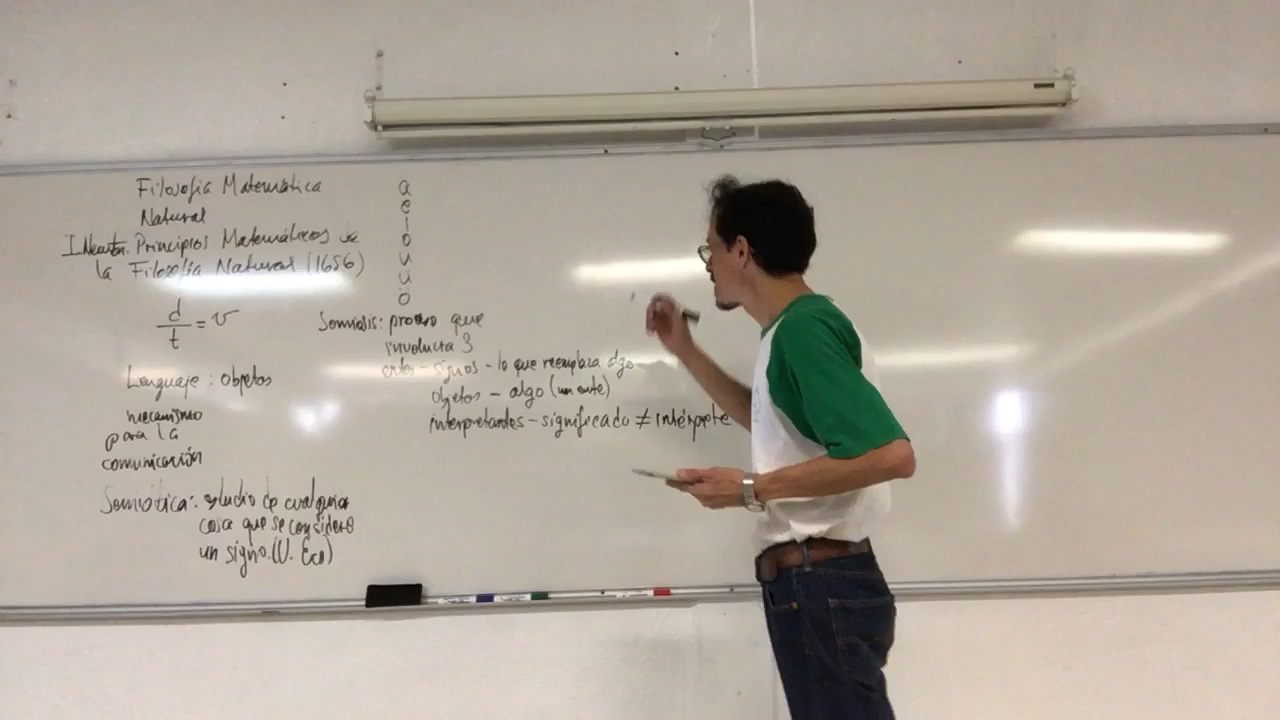 Filosofía Matemática
Natural
I. Newton. Principios Matemáticos de
la Filosofía Natural (1656)
d
t
= v
Lenguaje : objetos
mecanismo
para la
comunicación
Semiótica: estudio de cualquier
cosa que se considere
un signo. (U. Eco)
a
e
i
o
u
ü
ö
Semiosis: proceso que
involucra 3
entes - signos - lo que reemplaza algo
objetos - algo (un ente)
interpretantes - significado ≠ intérprete